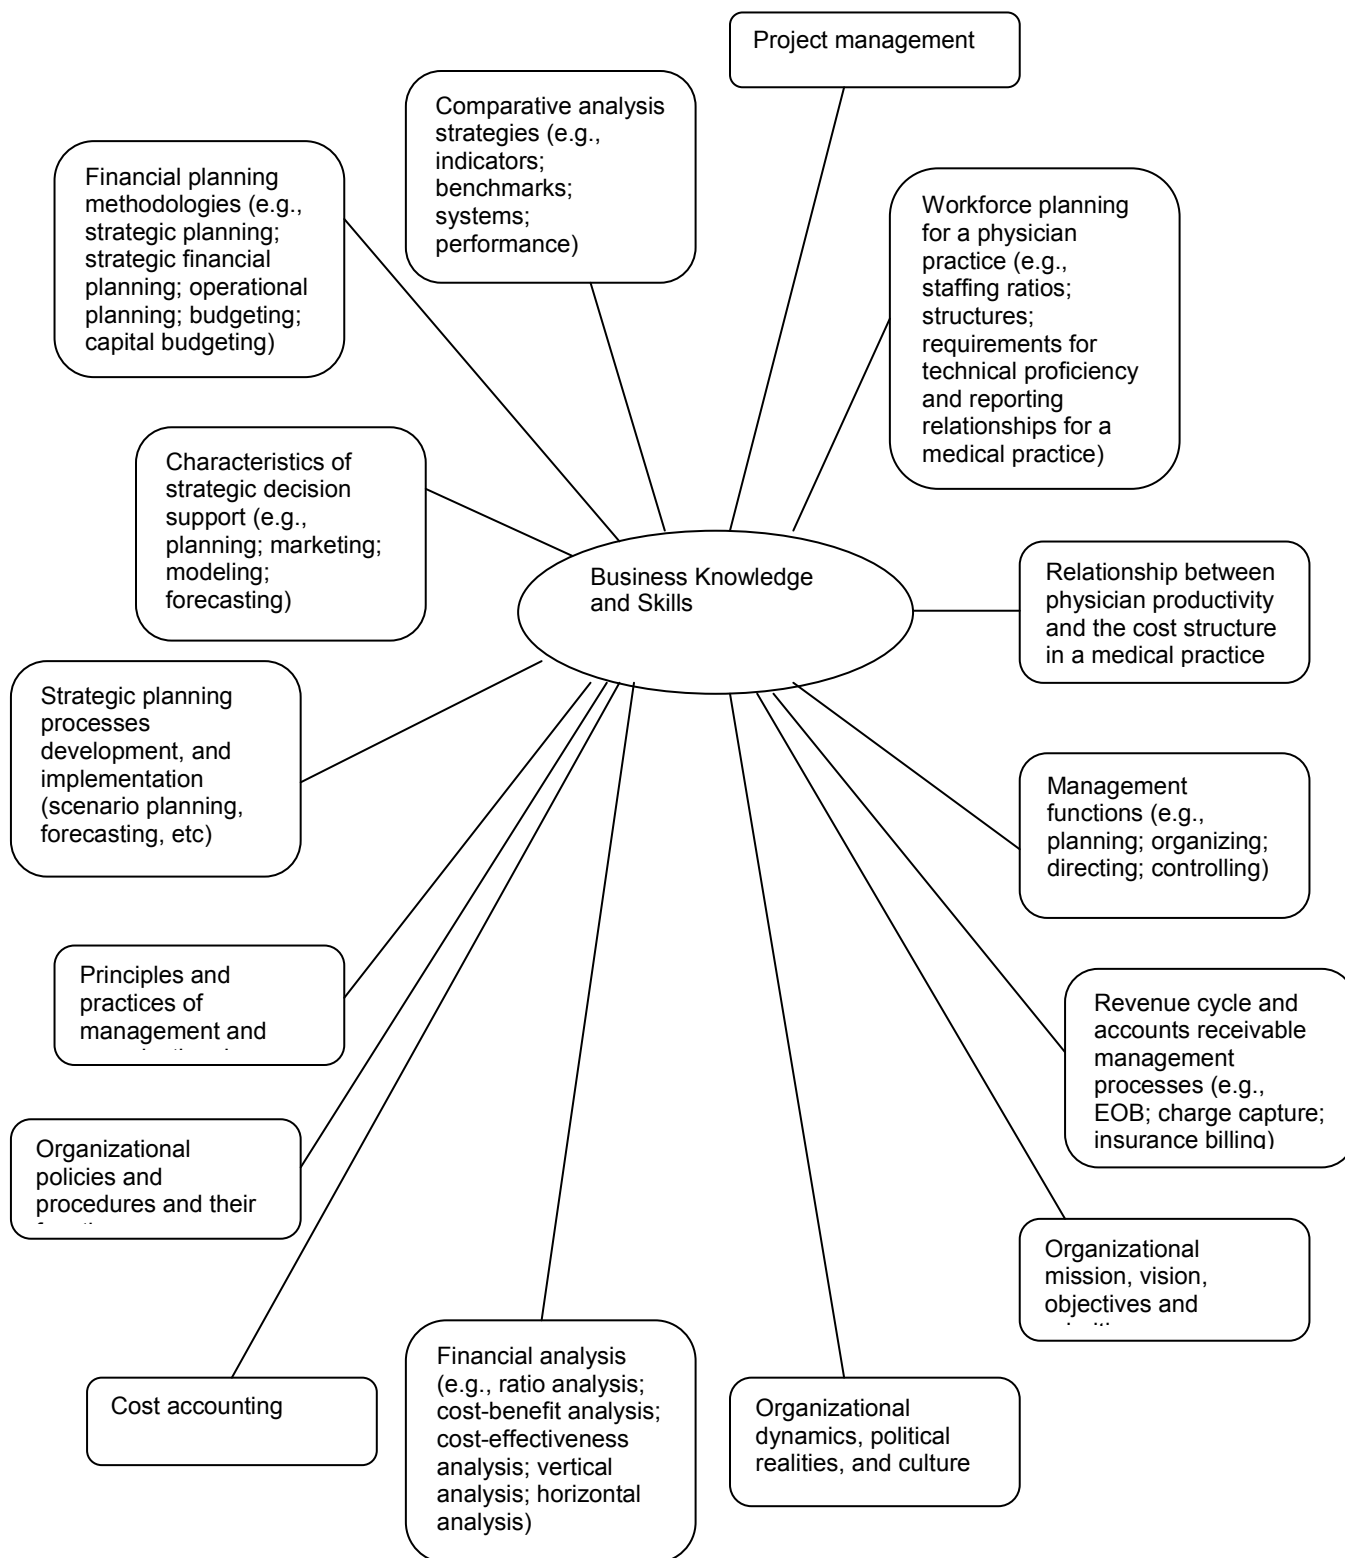 Project management
Comparative analysis
strategies (e.g.,
indicators;
benchmarks;
systems;
performance)
Financial planning
methodologies (e.g.,
strategic planning;
strategic financial
planning; operational
planning; budgeting;
capital budgeting)
Workforce planning
for a physician
practice (e.g.,
staffing ratios;
structures;
requirements for
technical proficiency
and reporting
relationships for a
medical practice)
Characteristics of
strategic decision
support (e.g.,
planning; marketing;
modeling;
forecasting)
Business Knowledge
and Skills
Relationship between
physician productivity
and the cost structure
in a medical practice
Strategic planning
processes
development, and
implementation
(scenario planning,
forecasting, etc)
Management
functions (e.g.,
planning; organizing;
directing; controlling)
Principles and
practices of
management and
Revenue cycle and
accounts receivable
management
processes (e.g.,
EOB; charge capture;
insurance billing)
Organizational
policies and
procedures and their
Organizational
mission, vision,
objectives and
Cost accounting
Financial analysis
(e.g., ratio analysis;
cost-benefit analysis;
cost-effectiveness
analysis; vertical
analysis; horizontal
analysis)
Organizational
dynamics, political
realities, and culture